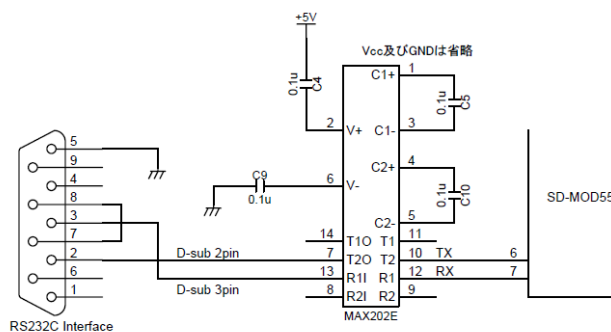 +5V
Vcc及びGNDは省略
0.1u
C4
1
C1+
0.1u
C5
2
V+
C1-
3
5
9
4
8
3
7
2
6
1
C9
0.1u
6
V-
C2+
4
0.1u
C10
C2-
5
SD-MOD55
14
T1O
T1
11
D-sub 2pin
7
T2O
T2
10
TX
6
13
R1I
R1
12
RX
7
D-sub 3pin
8
R2I
R2
9
MAX202E
RS232C Interface